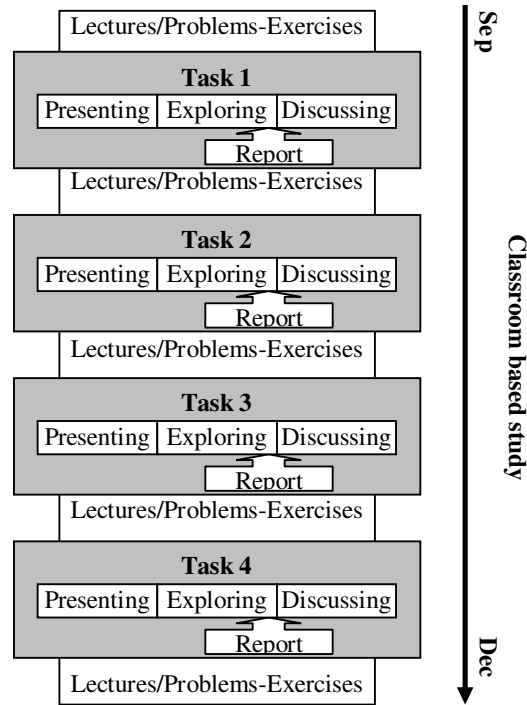 Lectures/Problems-Exercises
Task 1
Presenting Exploring Discussing
Report
Lectures/Problems-Exercises
Task 2
Presenting Exploring Discussing
Report
Lectures/Problems-Exercises
Task 3
Presenting Exploring Discussing
Report
Lectures/Problems-Exercises
Task 4
Presenting Exploring Discussing
Report
Lectures/Problems-Exercises
Sep
Classroom based study
Dec